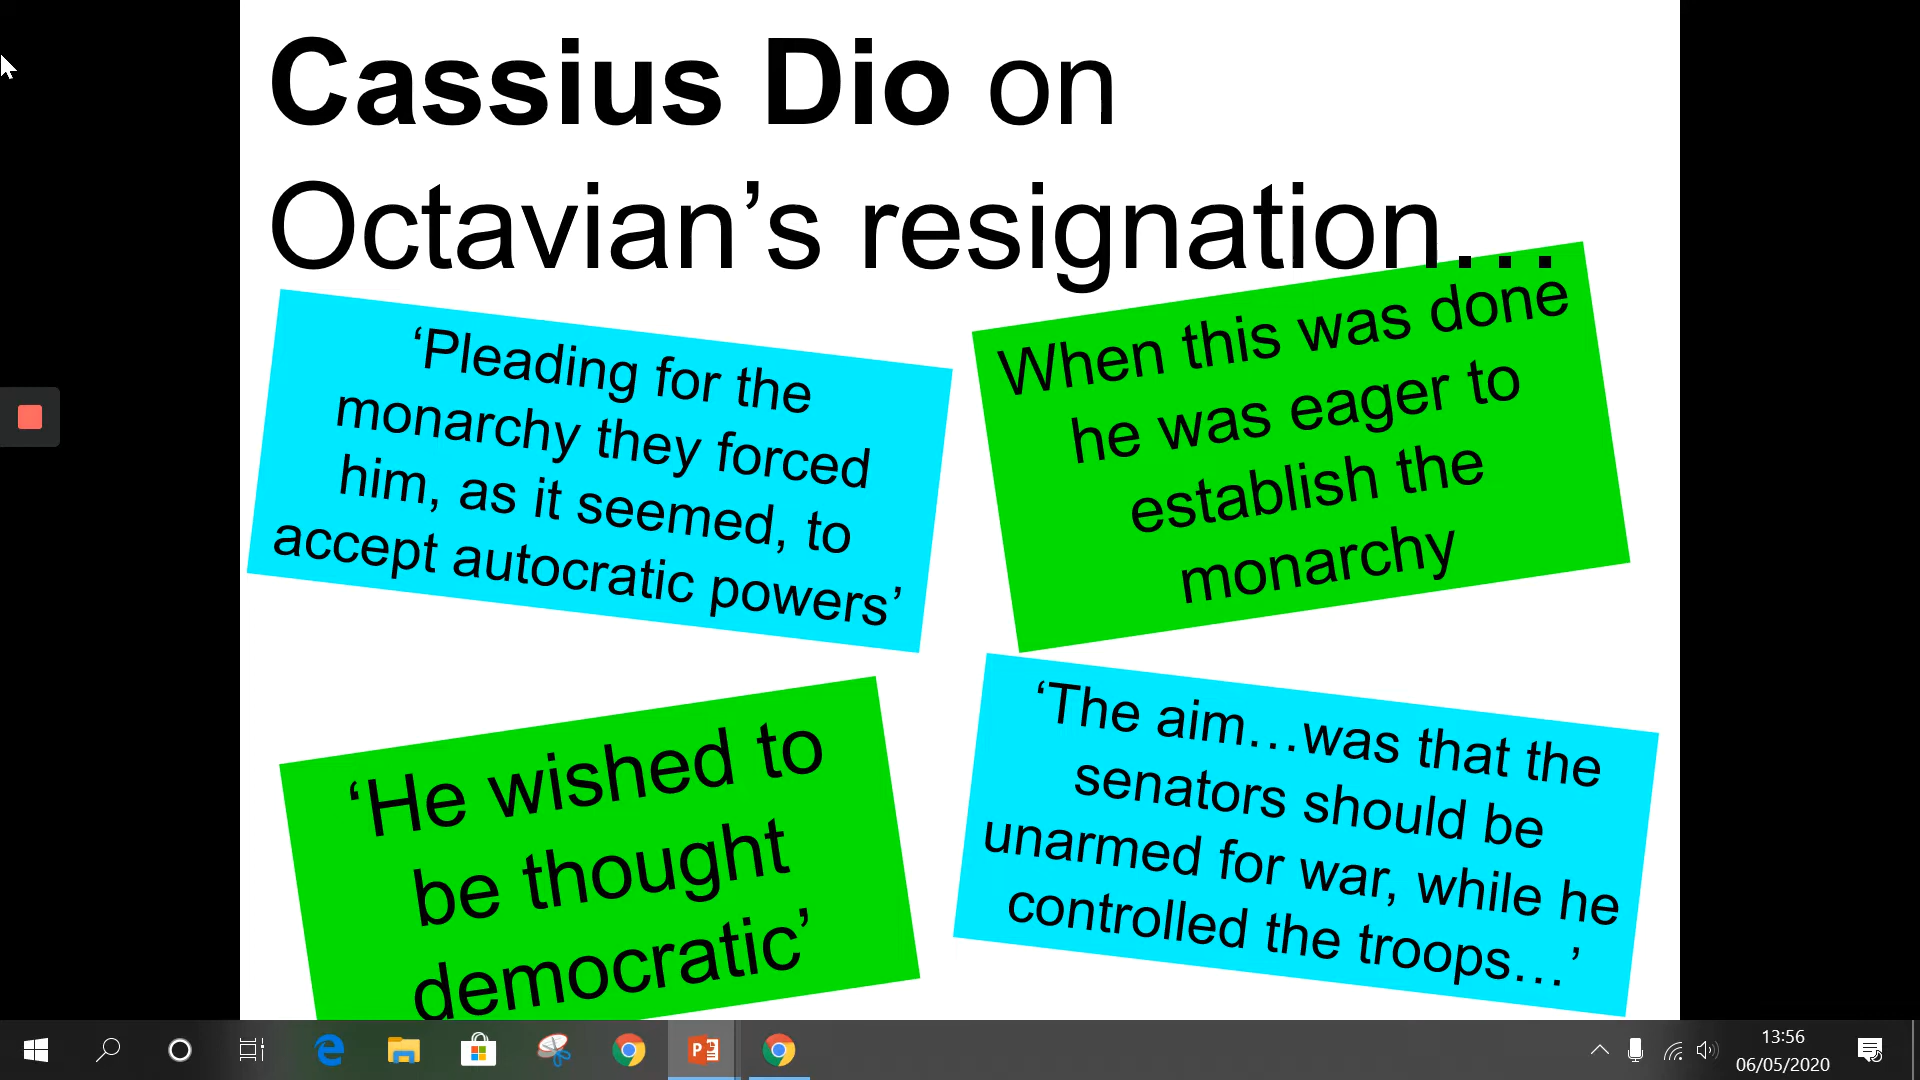 Cassius Dio on
Octavian’s resignation…
‘Pleading for the
monarchy they forced
him, as it seemed, to
accept autocratic powers’
When this was done
he was eager to
establish the
monarchy
‘He wished to
be thought
democratic’
‘The aim…was that the
senators should be
unarmed for war, while he
controlled the troops…’
13:56
06/05/2020